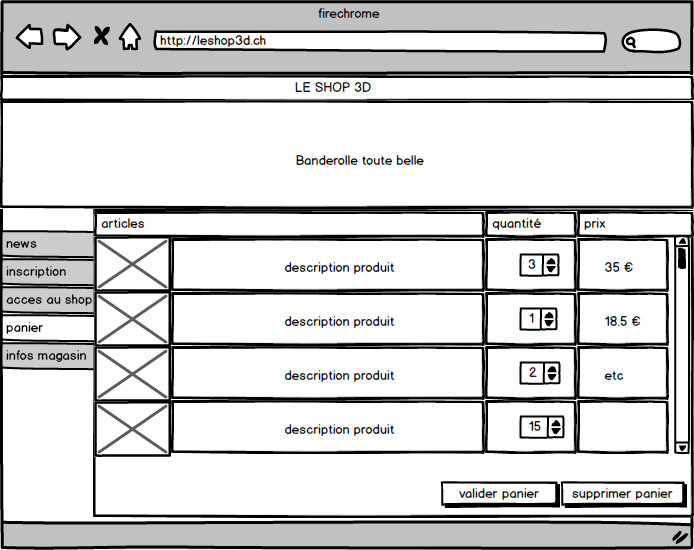 firechrome
http://leshop3d.ch
LE SHOP 3D
Banderolle toute belle
articles
quantité
prix
news
inscription
acces au shop
panier
infos magasin
description produit
3
35 €
description produit
1
18.5 €
description produit
2
etc
description produit
15
valider panier
supprimer panier